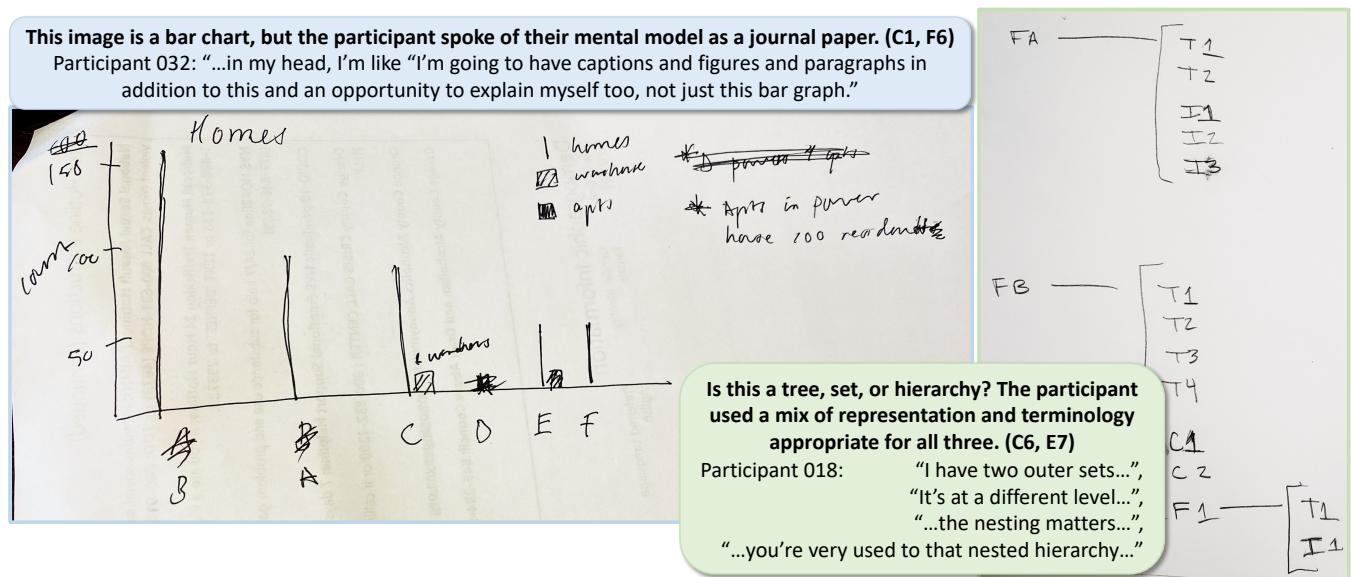 This image is a bar chart, but the participant spoke of their mental model as a journal paper. (C1, F6)
Participant 032: “...in my head, I’m like “I’m going to have captions and figures and paragraphs in
addition to this and an opportunity to explain myself too, not just this bar graph.”
Homes
600
150
100
50
count
homes
warehouse
apts
* D power 4 apts
* Apts in power
have 100
warehouses
A
B
C
D
E
F
B
A
FA
T1
T2
I1
I2
I3
FB
T1
T2
T3
T4
C1
C2
F1
T1
I1
Is this a tree, set, or hierarchy? The participant
used a mix of representation and terminology
appropriate for all three. (C6, E7)
Participant 018: “I have two outer sets...”,
“It’s at a different level...”,
“...the nesting matters...”,
“...you’re very used to that nested hierarchy...”